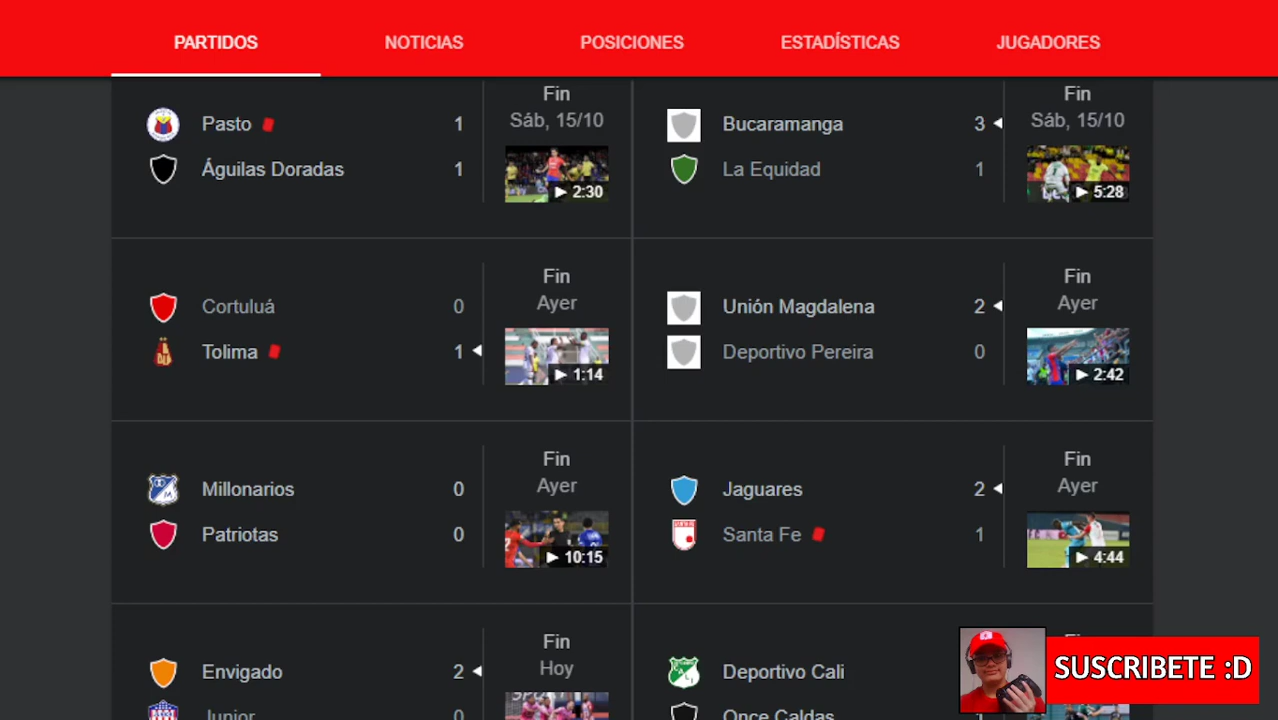 PARTIDOS NOTICIAS POSICIONES ESTADÍSTICAS JUGADORES
Fin
Sáb, 15/10
Pasto 1
Águilas Doradas 1
2:30
Fin
Sáb, 15/10
Bucaramanga 3
La Equidad 1
5:28
Fin
Ayer
Cortuluá 0
Tolima 1
1:14
Fin
Ayer
Unión Magdalena 2
Deportivo Pereira 0
2:42
Fin
Ayer
Millonarios 0
Patriotas 0
10:15
Fin
Ayer
Jaguares 2
Santa Fe 1
4:44
Fin
Hoy
Envigado 2
Junior 0
Fin
Deportivo Cali
Once Caldas
SUSCRIBETE :D